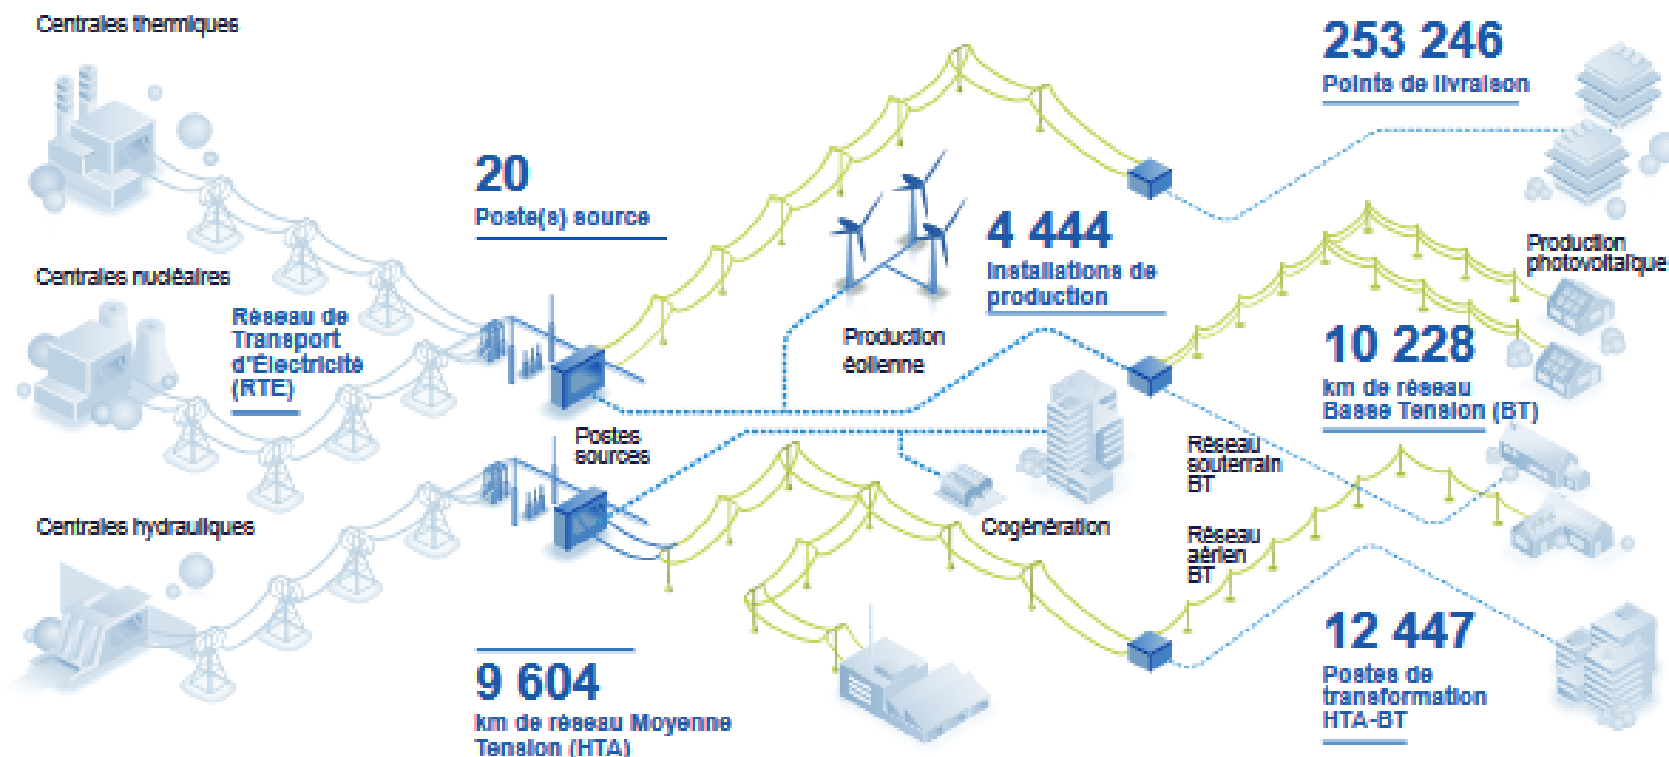 Centrales thermiques
253 246
Points de livraison
20
Poste(s) source
4 444
Installations de
production
Production
photovoltaïque
Centrales nucléaires
Réseau de
Transport
d'Électricité
(RTE)
Production
éolienne
10 228
km de réseau
Basse Tension (BT)
Postes
sources
Réseau
souterrain
BT
Centrales hydrauliques
Cogénération
Réseau
aérien
BT
12 447
Postes de
transformation
HTA-BT
9 604
km de réseau Moyenne
Tension (HTA)